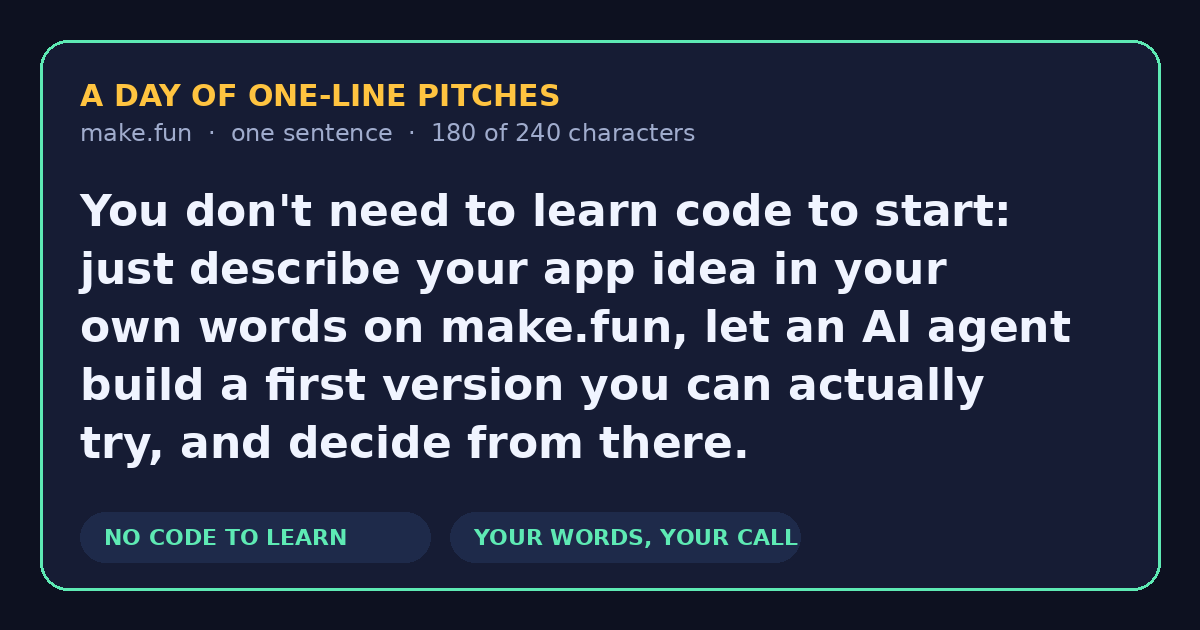 A DAY OF ONE-LINE PITCHES
make.fun · one sentence · 180 of 240 characters
You don't need to learn code to start:
just describe your app idea in your
own words on make.fun, let an AI agent
build a first version you can actually
try, and decide from there.
NO CODE TO LEARN
YOUR WORDS, YOUR CALL